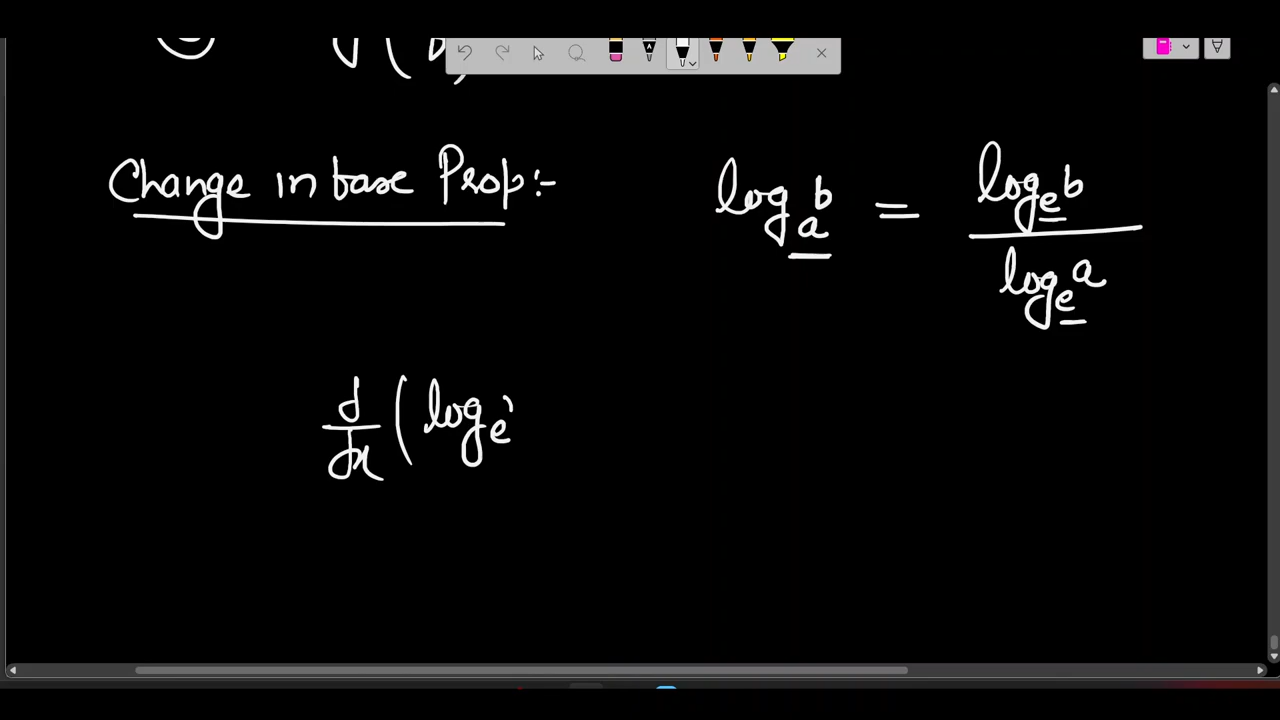 Change in base Prop:- log_a b = log_e b / log_e a
d/dx ( log_e